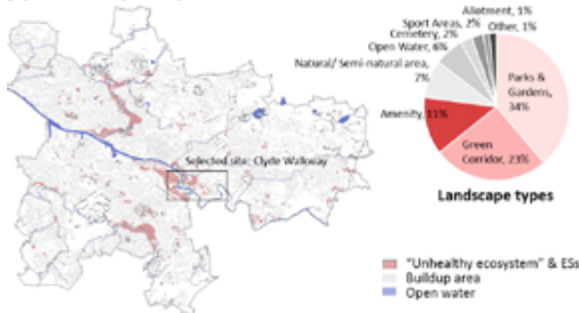 Allotment, 1%
Sport Areas, 2%
Other, 1%
Cemetery, 2%
Open Water, 6%
Natural/ Semi-natural area,
7%
Parks &
Gardens,
34%
Amenity, 11%
Green
Corridor, 23%
Selected site: Clyde Walkway
Landscape types
"Unhealthy ecosystem" & ESs
Buildup area
Open water